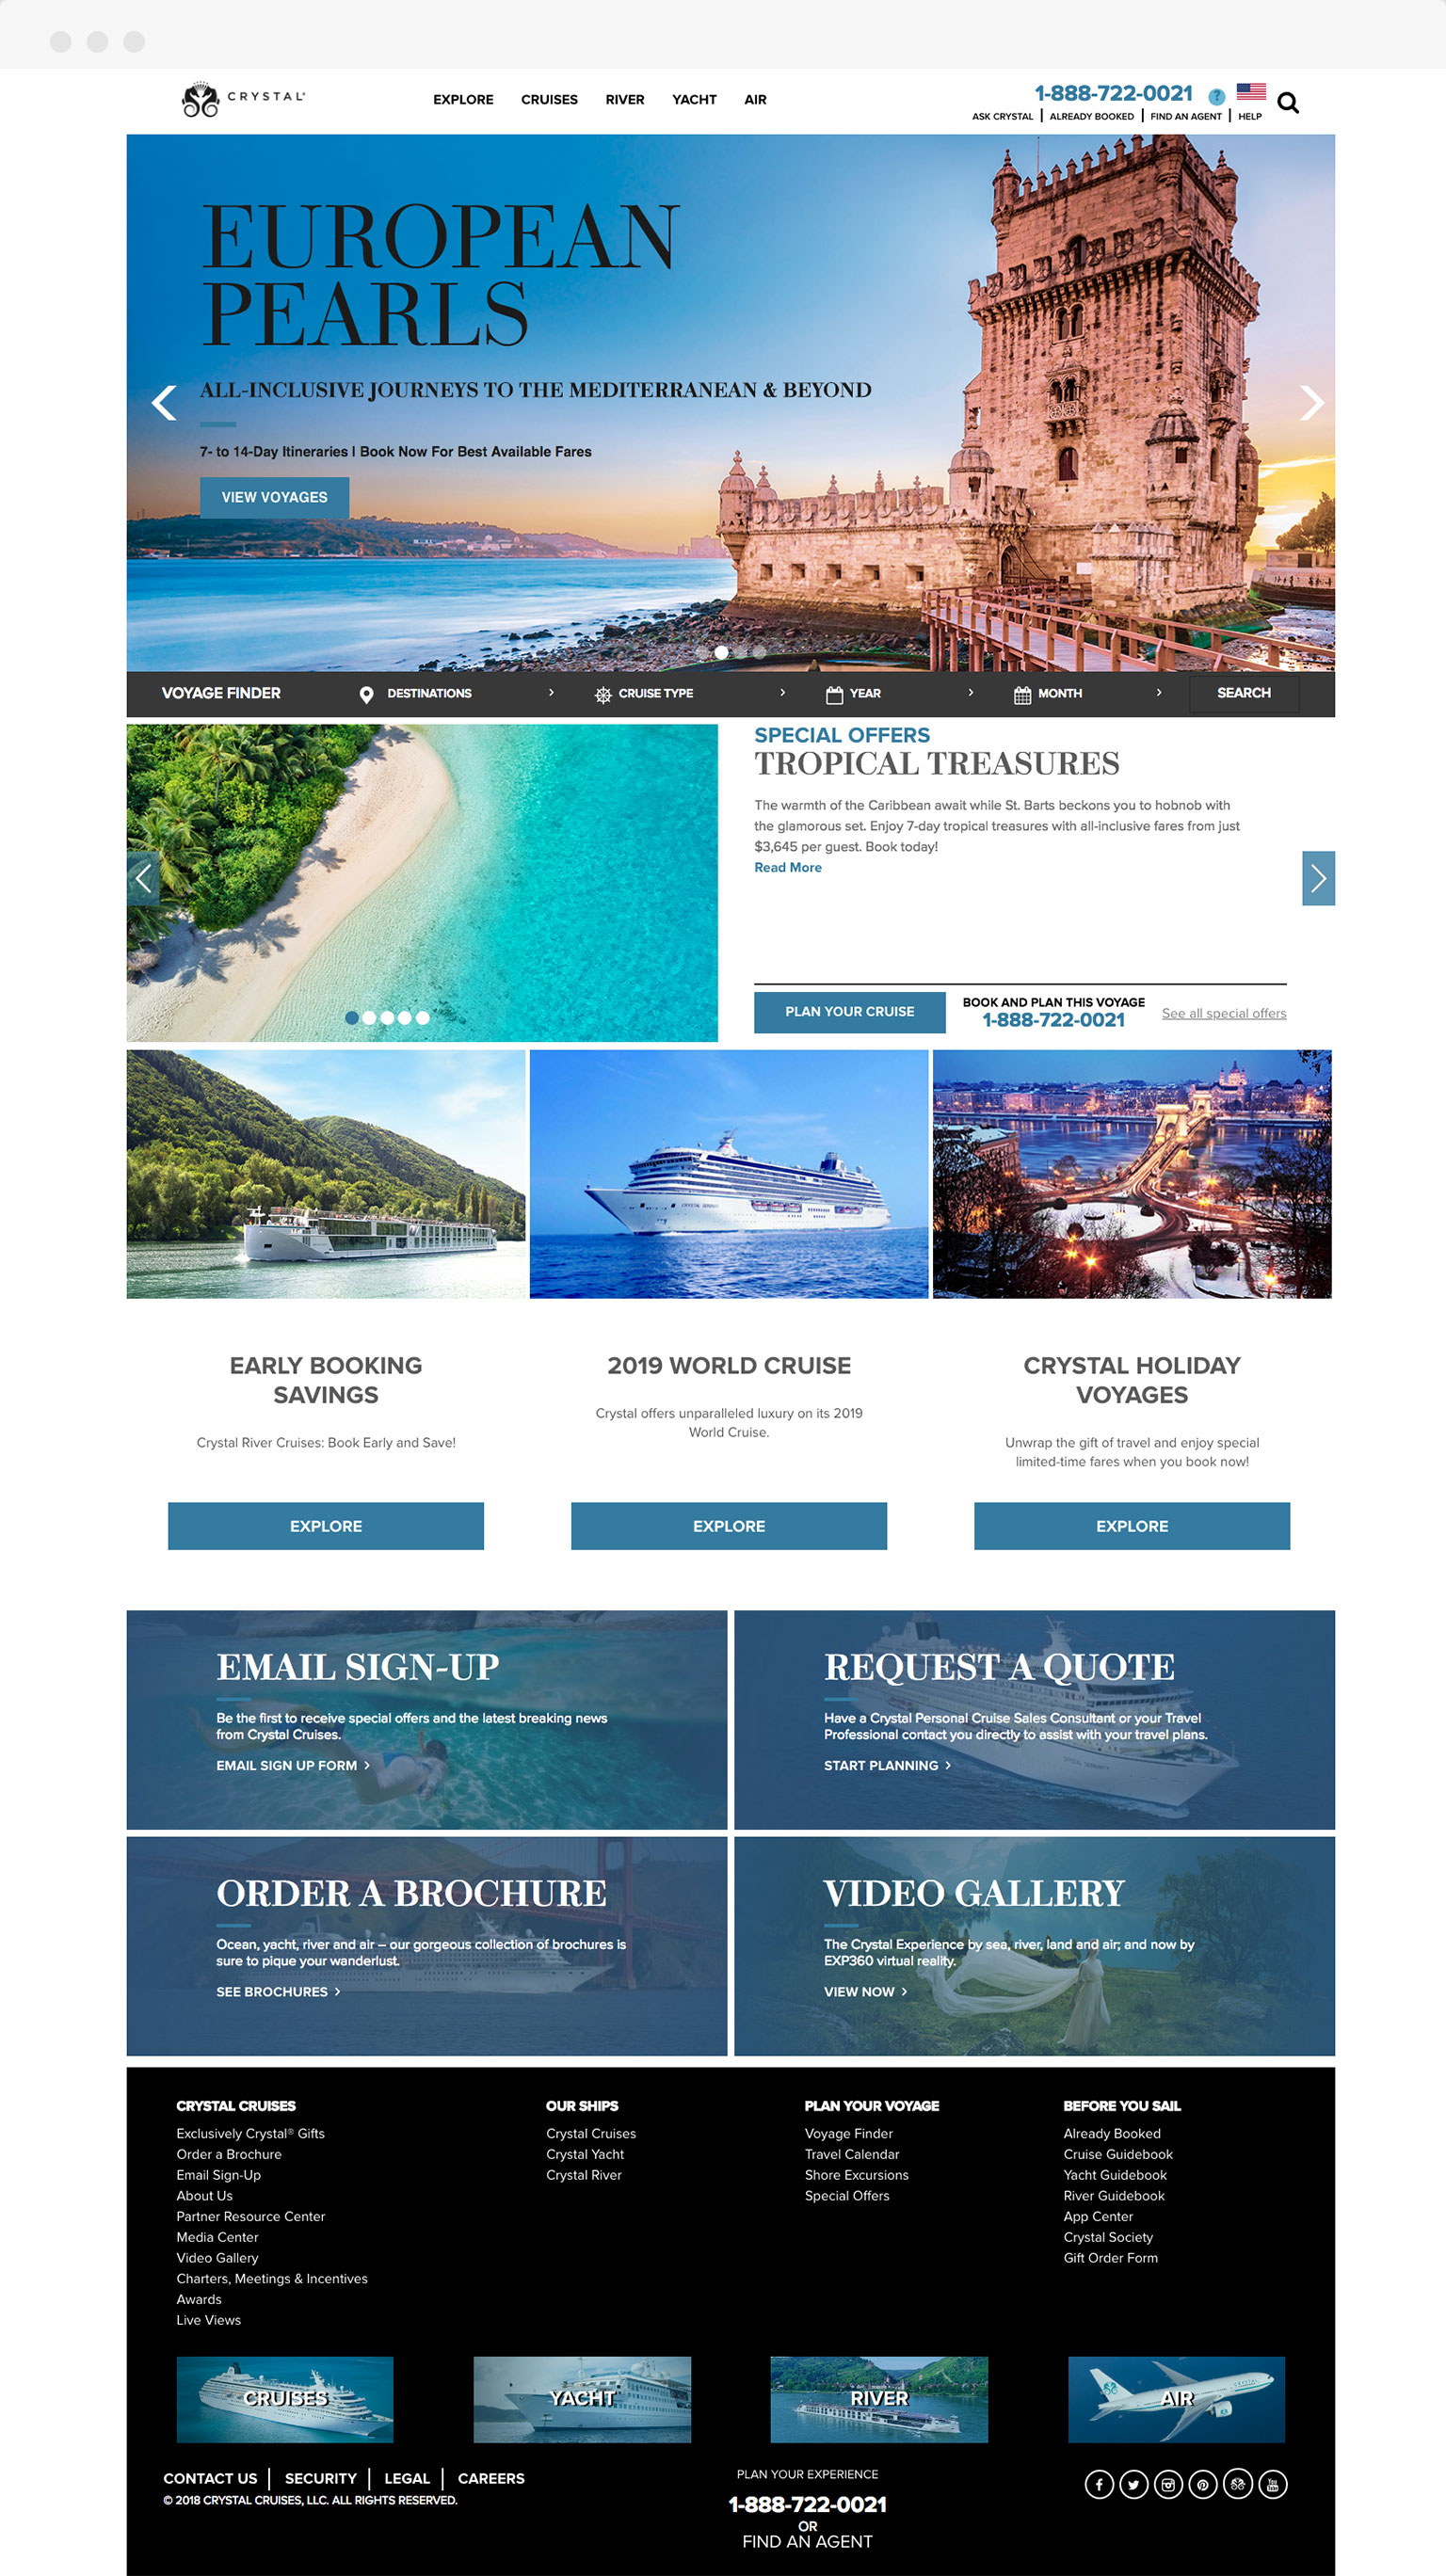 CRYSTAL
EXPLORE CRUISES RIVER YACHT AIR
1-888-722-0021 ?
ASK CRYSTAL | ALREADY BOOKED | FIND AN AGENT | HELP
EUROPEAN
PEARLS
ALL-INCLUSIVE JOURNEYS TO THE MEDITERRANEAN & BEYOND
7- to 14-Day Itineraries | Book Now For Best Available Fares
VIEW VOYAGES
VOYAGE FINDER DESTINATIONS CRUISE TYPE YEAR MONTH SEARCH
SPECIAL OFFERS
TROPICAL TREASURES
The warmth of the Caribbean await while St. Barts beckons you to hobnob with
the glamorous set. Enjoy 7-day tropical treasures with all-inclusive fares from just
$3,645 per guest. Book today!
Read More
PLAN YOUR CRUISE
BOOK AND PLAN THIS VOYAGE
1-888-722-0021
See all special offers
EARLY BOOKING
SAVINGS
Crystal River Cruises: Book Early and Save!
EXPLORE
2019 WORLD CRUISE
Crystal offers unparalleled luxury on its 2019
World Cruise.
EXPLORE
CRYSTAL HOLIDAY
VOYAGES
Unwrap the gift of travel and enjoy special
limited-time fares when you book now!
EXPLORE
EMAIL SIGN-UP
Be the first to receive special offers and the latest breaking news
from Crystal Cruises.
EMAIL SIGN UP FORM >
REQUEST A QUOTE
Have a Crystal Personal Cruise Sales Consultant or your Travel
Professional contact you directly to assist with your travel plans.
START PLANNING >
ORDER A BROCHURE
Ocean, yacht, river and air – our gorgeous collection of brochures is
sure to pique your wanderlust.
SEE BROCHURES >
VIDEO GALLERY
The Crystal Experience by sea, river, land and air; and now by
EXP360 virtual reality.
VIEW NOW >
CRYSTAL CRUISES
Exclusively Crystal® Gifts
Order a Brochure
Email Sign-Up
About Us
Partner Resource Center
Media Center
Video Gallery
Charters, Meetings & Incentives
Awards
Live Views
OUR SHIPS
Crystal Cruises
Crystal Yacht
Crystal River
PLAN YOUR VOYAGE
Voyage Finder
Travel Calendar
Shore Excursions
Special Offers
BEFORE YOU SAIL
Already Booked
Cruise Guidebook
Yacht Guidebook
River Guidebook
App Center
Crystal Society
Gift Order Form
CRUISES
YACHT
RIVER
AIR
CONTACT US | SECURITY | LEGAL | CAREERS
© 2018 CRYSTAL CRUISES, LLC. ALL RIGHTS RESERVED.
PLAN YOUR EXPERIENCE
1-888-722-0021
OR
FIND AN AGENT